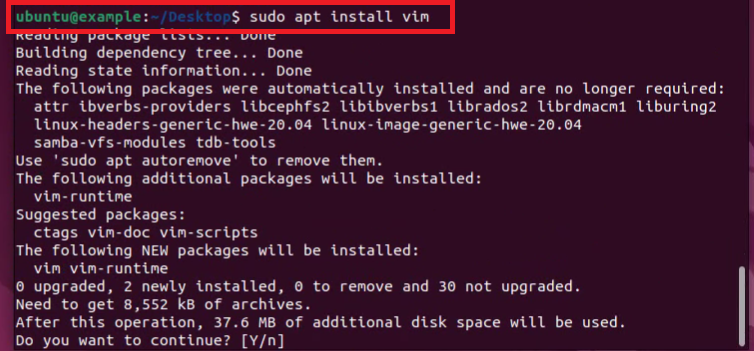 ubuntu@example:~/Desktop$ sudo apt install vim
Reading package lists... Done
Building dependency tree... Done
Reading state information... Done
The following packages were automatically installed and are no longer required:
  attr ibverbs-providers libcephfs2 libibverbs1 librados2 librdmacm1 liburing2
  linux-headers-generic-hwe-20.04 linux-image-generic-hwe-20.04
  samba-vfs-modules tdb-tools
Use 'sudo apt autoremove' to remove them.
The following additional packages will be installed:
  vim-runtime
Suggested packages:
  ctags vim-doc vim-scripts
The following NEW packages will be installed:
  vim vim-runtime
0 upgraded, 2 newly installed, 0 to remove and 30 not upgraded.
Need to get 8,552 kB of archives.
After this operation, 37.6 MB of additional disk space will be used.
Do you want to continue? [Y/n]